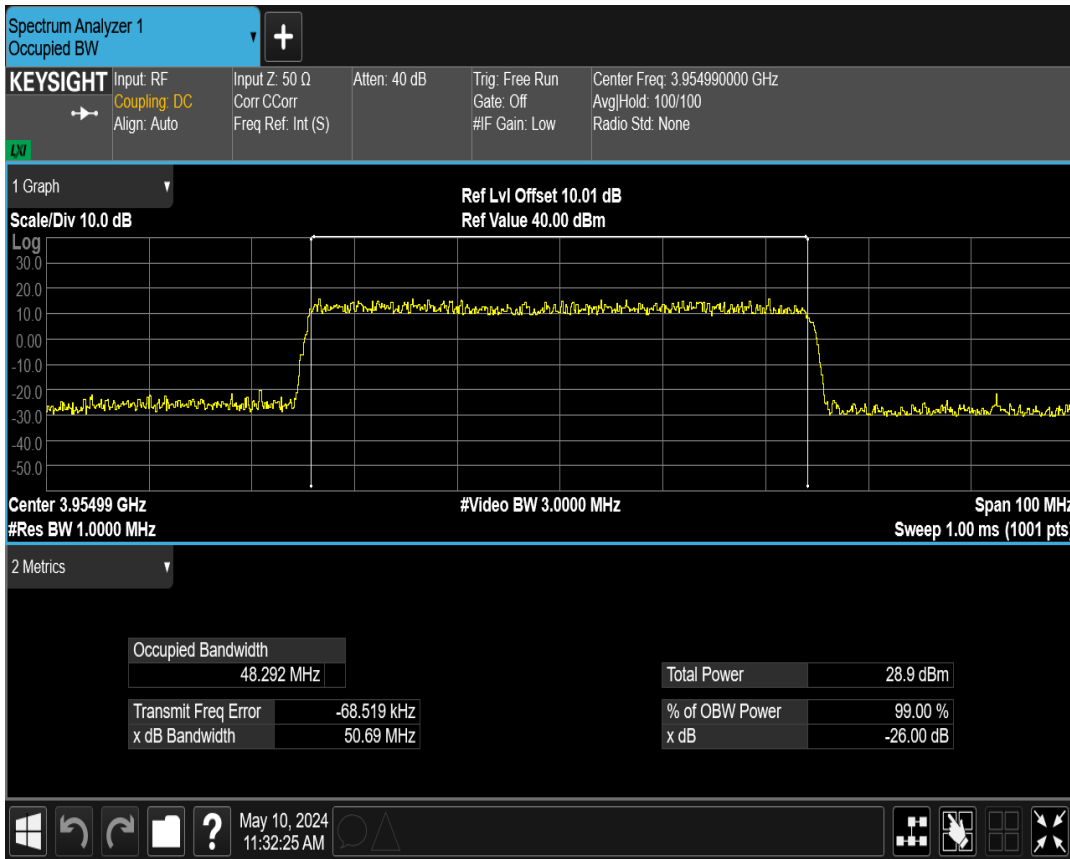 Spectrum Analyzer 1
Occupied BW
+
KEYSIGHT Input: RF Input Z: 50 Ω Atten: 40 dB Trig: Free Run Center Freq: 3.954990000 GHz
Coupling: DC Corr CCorr Gate: Off Avg|Hold: 100/100
Align: Auto Freq Ref: Int (S) #IF Gain: Low Radio Std: None
LXI
1 Graph
Ref Lvl Offset 10.01 dB
Scale/Div 10.0 dB Ref Value 40.00 dBm
Log
30.0
20.0
10.0
0.00
-10.0
-20.0
-30.0
-40.0
-50.0
Center 3.95499 GHz #Video BW 3.0000 MHz Span 100 MHz
#Res BW 1.0000 MHz Sweep 1.00 ms (1001 pts)
2 Metrics
Occupied Bandwidth
48.292 MHz Total Power 28.9 dBm
Transmit Freq Error -68.519 kHz % of OBW Power 99.00 %
x dB Bandwidth 50.69 MHz x dB -26.00 dB
? May 10, 2024
11:32:25 AM